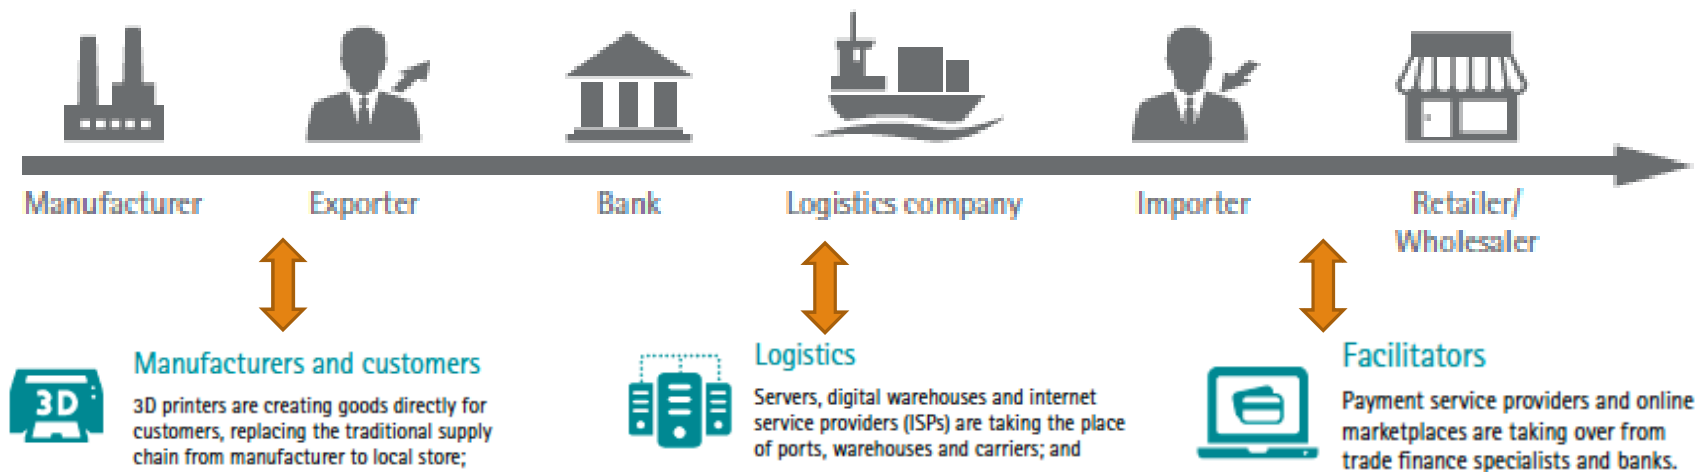 Manufacturer
Exporter
Bank
Logistics company
Importer
Retailer/
Wholesaler
3D
Manufacturers and customers
3D printers are creating goods directly for
customers, replacing the traditional supply
chain from manufacturer to local store;
Logistics
Servers, digital warehouses and internet
service providers (ISPs) are taking the place
of ports, warehouses and carriers; and
Facilitators
Payment service providers and online
marketplaces are taking over from
trade finance specialists and banks.